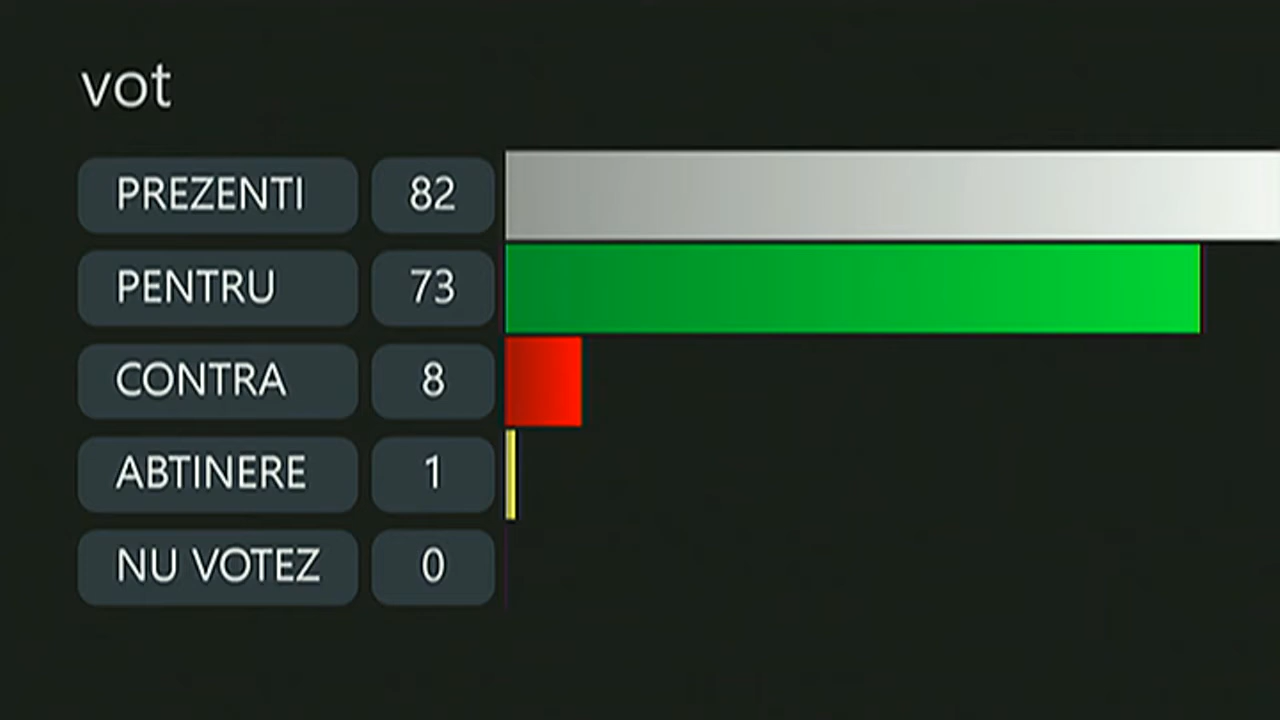 vot
PREZENTI 82
PENTRU 73
CONTRA 8
ABTINERE 1
NU VOTEZ 0